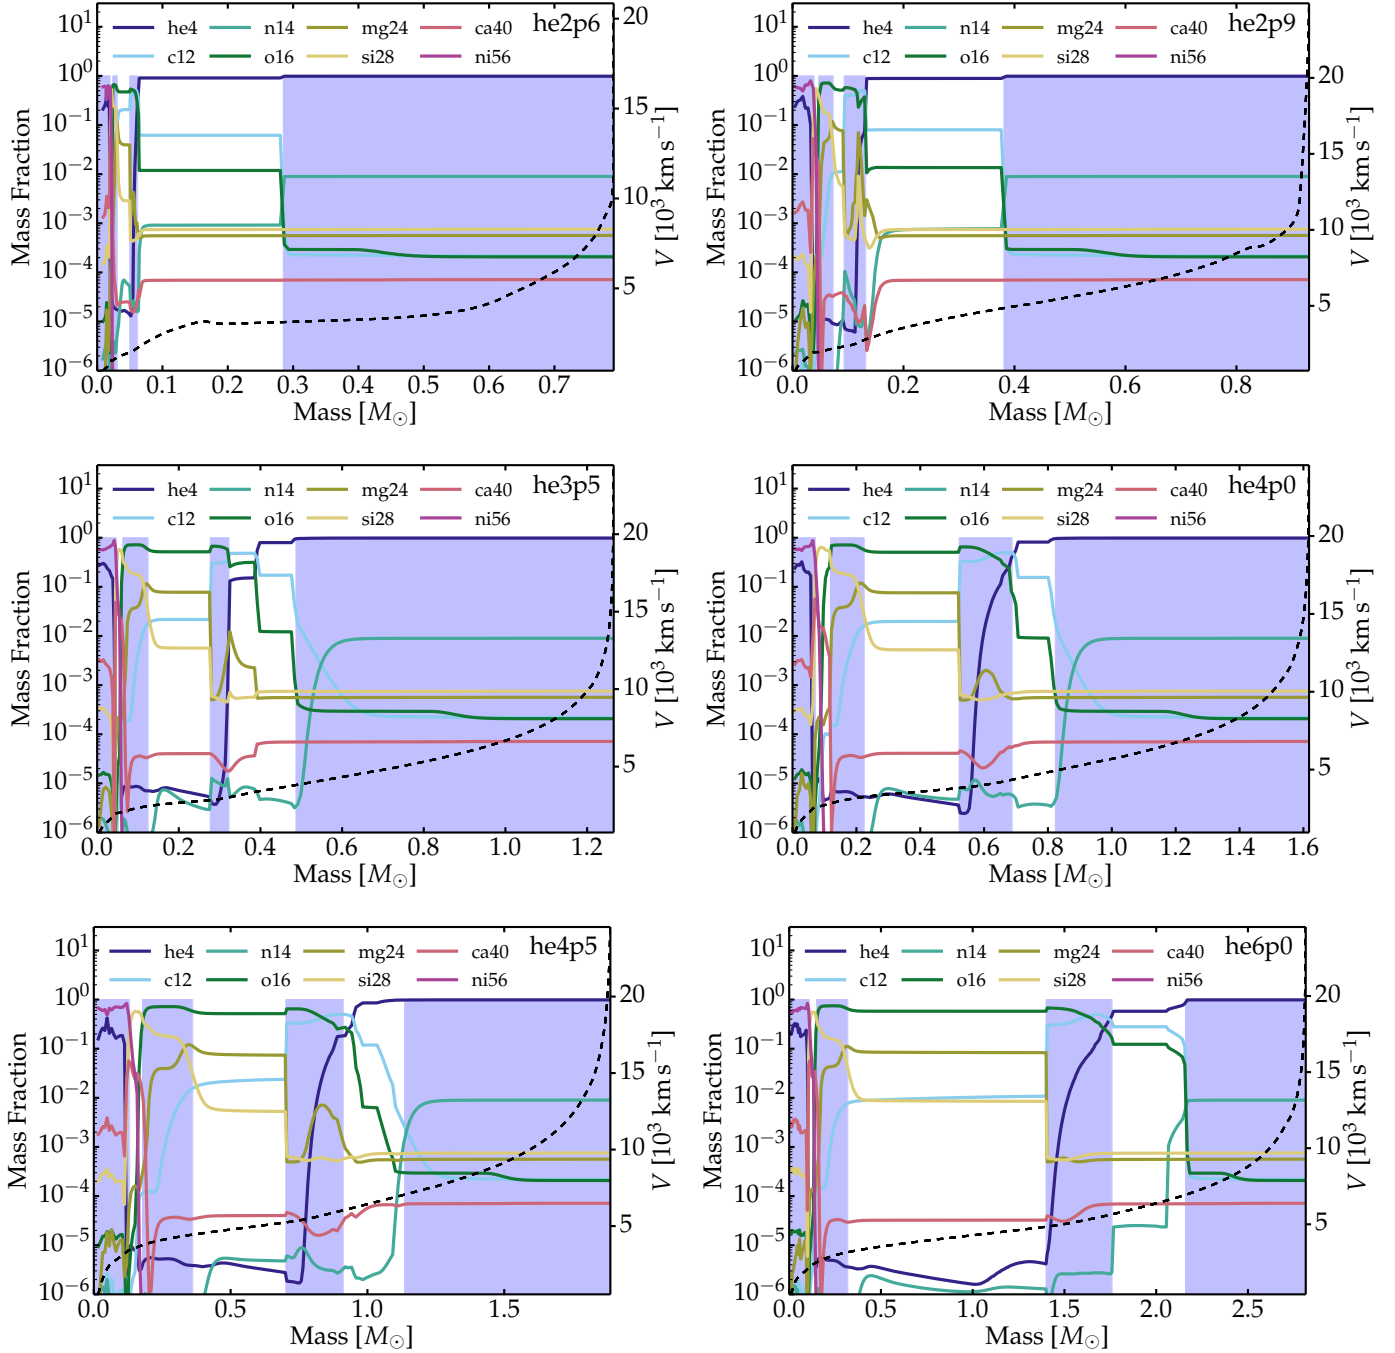 he2p6
he4 n14 mg24 ca40
c12 o16 si28 ni56
10^1
10^0
10^−1
10^−2
10^−3
10^−4
10^−5
10^−6
Mass Fraction
20
15
10
5
V [10^3 km s^−1]
0.0 0.1 0.2 0.3 0.4 0.5 0.6 0.7
Mass [M⊙]
he2p9
he4 n14 mg24 ca40
c12 o16 si28 ni56
10^1
10^0
10^−1
10^−2
10^−3
10^−4
10^−5
10^−6
Mass Fraction
20
15
10
5
V [10^3 km s^−1]
0.0 0.2 0.4 0.6 0.8
Mass [M⊙]
he3p5
he4 n14 mg24 ca40
c12 o16 si28 ni56
10^1
10^0
10^−1
10^−2
10^−3
10^−4
10^−5
10^−6
Mass Fraction
20
15
10
5
V [10^3 km s^−1]
0.0 0.2 0.4 0.6 0.8 1.0 1.2
Mass [M⊙]
he4p0
he4 n14 mg24 ca40
c12 o16 si28 ni56
10^1
10^0
10^−1
10^−2
10^−3
10^−4
10^−5
10^−6
Mass Fraction
20
15
10
5
V [10^3 km s^−1]
0.0 0.2 0.4 0.6 0.8 1.0 1.2 1.4 1.6
Mass [M⊙]
he4p5
he4 n14 mg24 ca40
c12 o16 si28 ni56
10^1
10^0
10^−1
10^−2
10^−3
10^−4
10^−5
10^−6
Mass Fraction
20
15
10
5
V [10^3 km s^−1]
0.0 0.5 1.0 1.5
Mass [M⊙]
he6p0
he4 n14 mg24 ca40
c12 o16 si28 ni56
10^1
10^0
10^−1
10^−2
10^−3
10^−4
10^−5
10^−6
Mass Fraction
20
15
10
5
V [10^3 km s^−1]
0.0 0.5 1.0 1.5 2.0 2.5
Mass [M⊙]